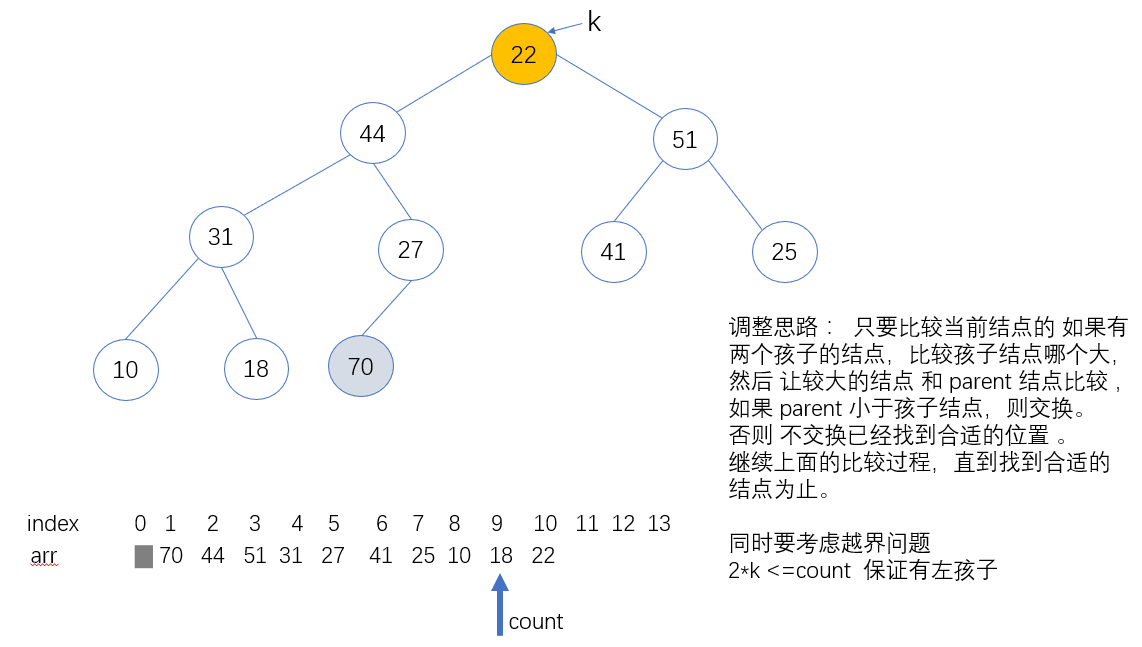 k
22
44
51
31
27
41
25
10
18
70
调整思路： 只要比较当前结点的 如果有
两个孩子的结点，比较孩子结点哪个大，
然后 让较大的结点 和 parent 结点比较，
如果 parent 小于孩子结点，则交换。
否则 不交换已经找到合适的位置 。
继续上面的比较过程，直到找到合适的
结点为止。
同时要考虑越界问题
2*k <=count 保证有左孩子
index 0 1 2 3 4 5 6 7 8 9 10 11 12 13
arr 70 44 51 31 27 41 25 10 18 22
count